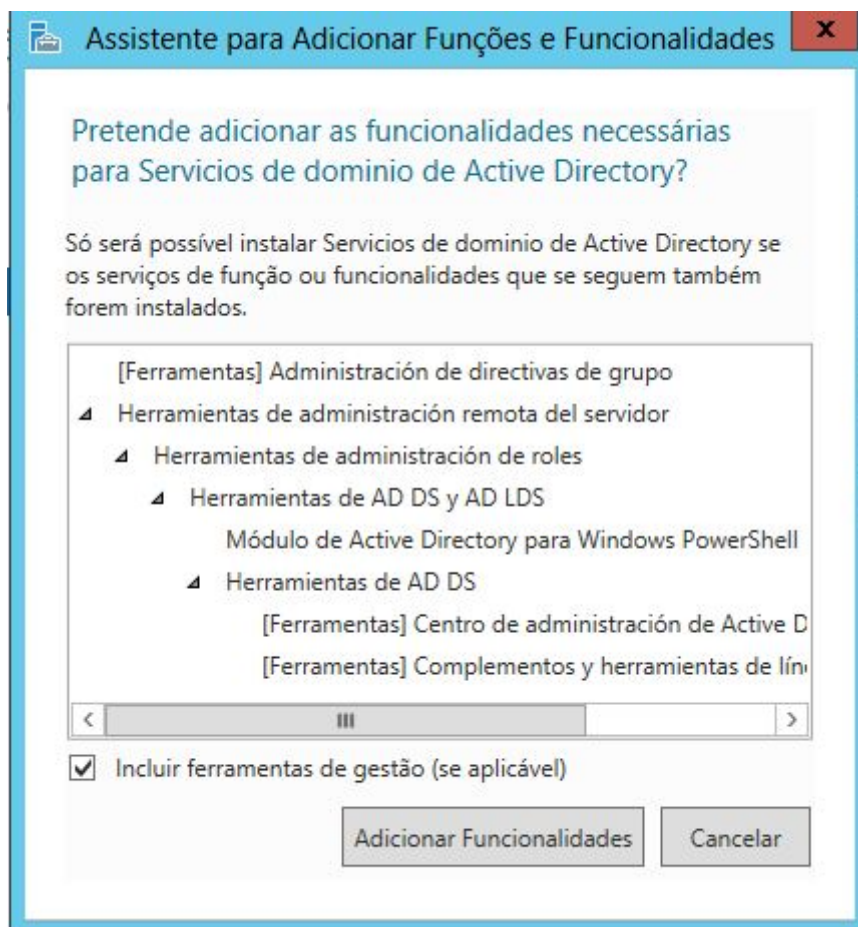 Assistente para Adicionar Funções e Funcionalidades
x
Pretende adicionar as funcionalidades necessárias
para Servicios de dominio de Active Directory?
Só será possível instalar Servicios de dominio de Active Directory se
os serviços de função ou funcionalidades que se seguem também
forem instalados.
[Ferramentas] Administración de directivas de grupo
Herramientas de administración remota del servidor
Herramientas de administración de roles
Herramientas de AD DS y AD LDS
Módulo de Active Directory para Windows PowerShell
Herramientas de AD DS
[Ferramentas] Centro de administración de Active D
[Ferramentas] Complementos y herramientas de
Incluir ferramentas de gestão (se aplicável)
Adicionar Funcionalidades
Cancelar